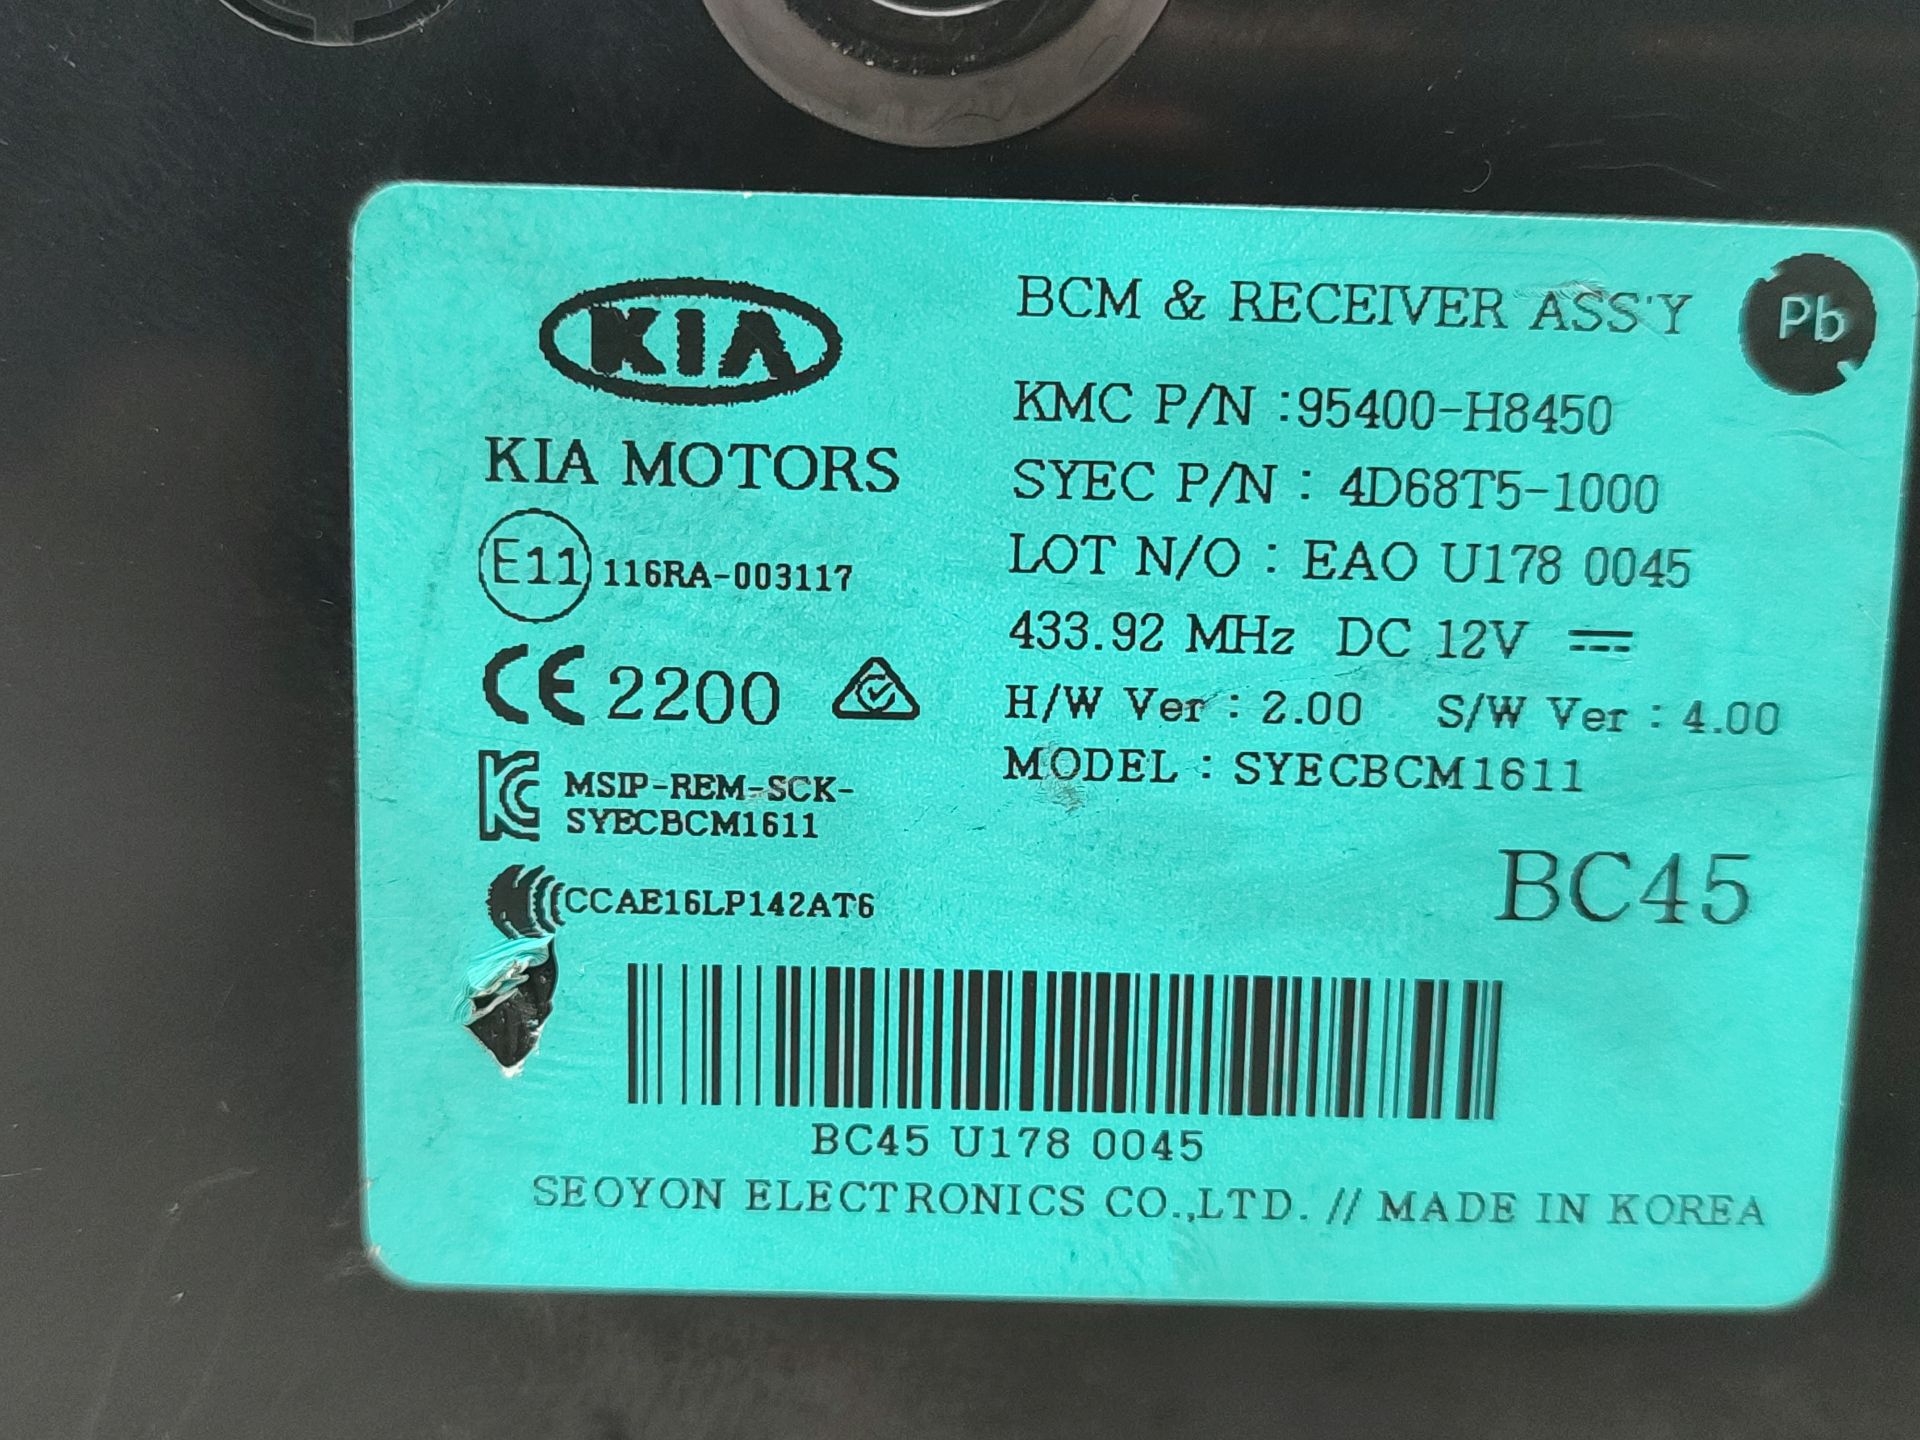 KIA
KIA MOTORS
E11 116RA-003117
CE 2200
KC MSIP-REM-SCK-
SYECBCM1611
CCAE16LP142AT6
BCM & RECEIVER ASS'Y
Pb
KMC P/N :95400-H8450
SYEC P/N : 4D68T5-1000
LOT N/O : EAO U178 0045
433.92 MHz DC 12V
H/W Ver : 2.00 S/W Ver : 4.00
MODEL : SYECBCM1611
BC45
BC45 U178 0045
SEOYON ELECTRONICS CO.,LTD. // MADE IN KOREA